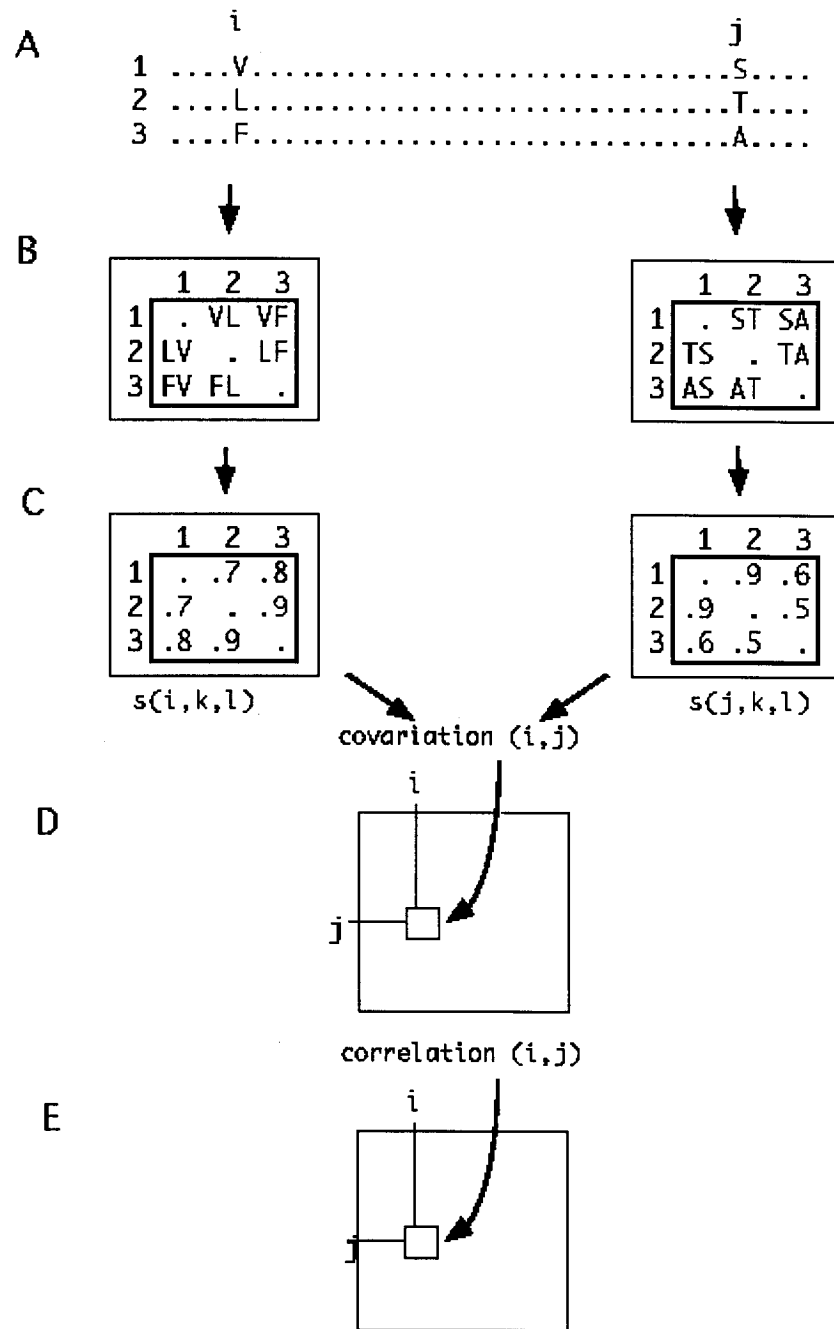 A
i j
1 ....V.............................S....
2 ....L.............................T....
3 ....F.............................A....
B
1 2 3
1 . VL VF
2 LV . LF
3 FV FL .
1 2 3
1 . ST SA
2 TS . TA
3 AS AT .
C
1 2 3
1 . .7 .8
2 .7 . .9
3 .8 .9 .
s(i,k,l)
1 2 3
1 . .9 .6
2 .9 . .5
3 .6 .5 .
s(j,k,l)
covariation (i,j)
D
i
j
correlation (i,j)
E
i
j